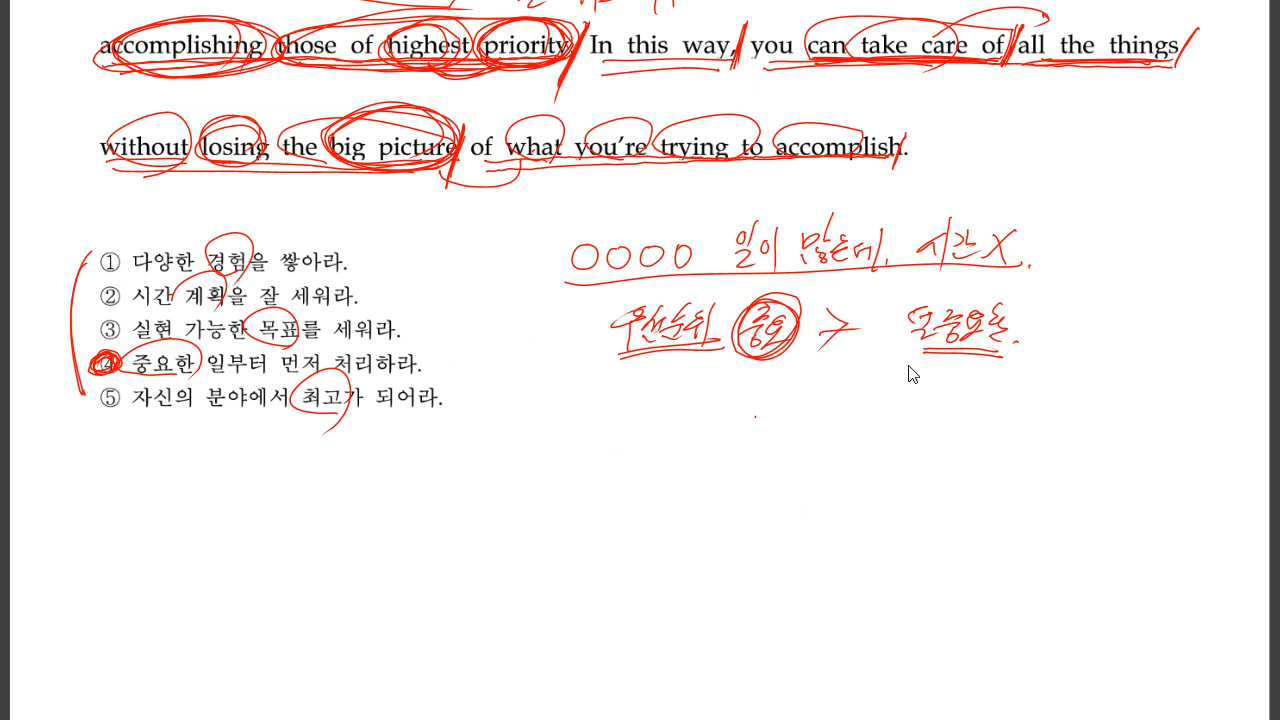 accomplishing those of highest priority. In this way, you can take care of all the things
without losing the big picture of what you're trying to accomplish.
① 다양한 경험을 쌓아라.
② 시간 계획을 잘 세워라.
③ 실현 가능한 목표를 세워라.
④ 중요한 일부터 먼저 처리하라.
⑤ 자신의 분야에서 최고가 되어라.
OOOO 일이 많은데, 시간X.
우선순위 중요 >